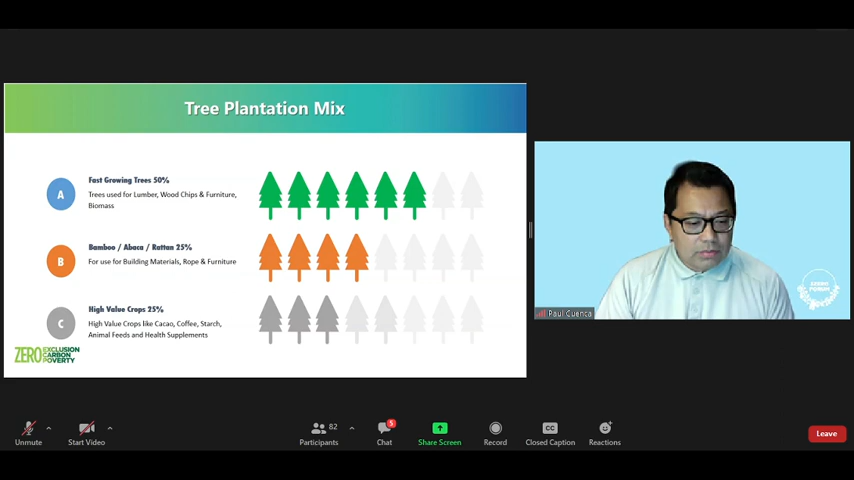 Tree Plantation Mix
A
Fast Growing Trees 50%
Trees used for Lumber, Wood Chips & Furniture,
Biomass
B
Bamboo / Abaca / Rattan 25%
For use for Building Materials, Rope & Furniture
C
High Value Crops 25%
High Value Crops like Cacao, Coffee, Starch,
Animal Feeds and Health Supplements
ZERO EXCLUSION
CARBON
POVERTY
Paul Cuenca
FORUM
Unmute
Start Video
82
Participants
5
Chat
Share Screen
Record
CC
Closed Caption
Reactions
Leave